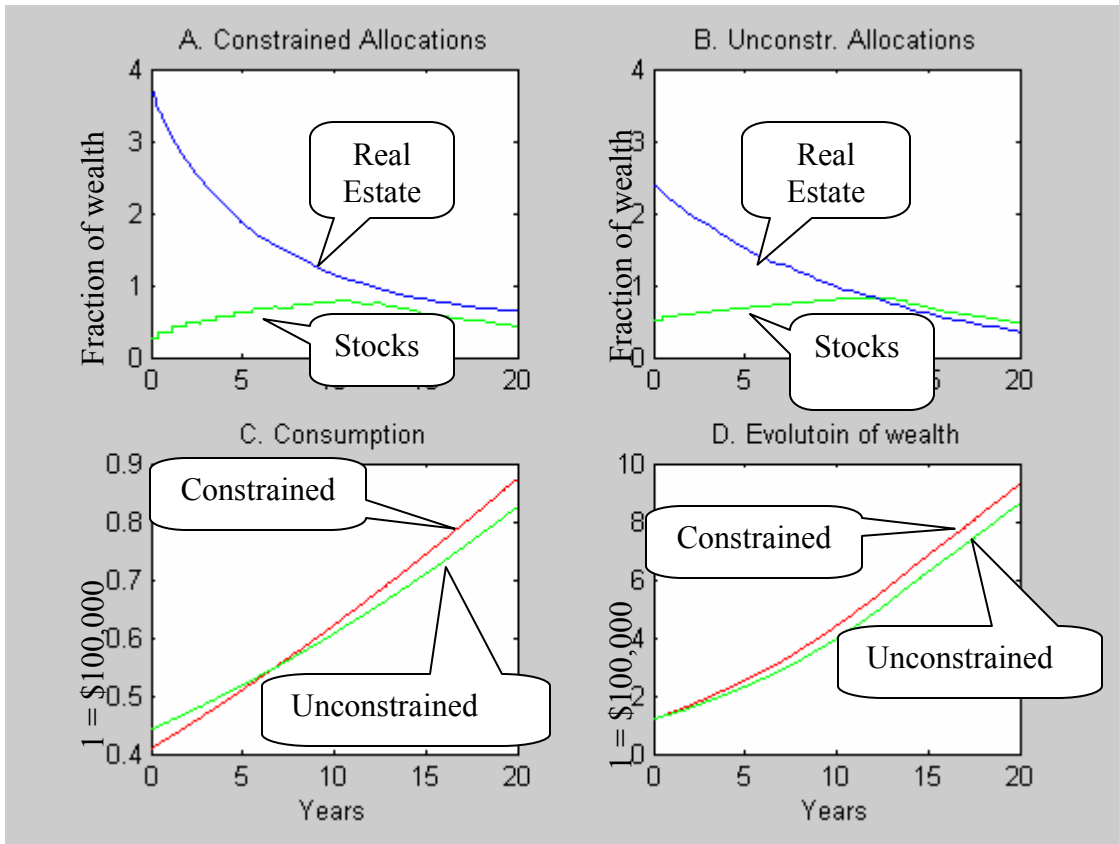 A. Constrained Allocations
Fraction of wealth
4
3
2
1
0
0
5
20
Real
Estate
Stocks
B. Unconstr. Allocations
Fraction of wealth
4
3
2
1
0
0
5
15
20
Real
Estate
Stocks
C. Consumption
1 = $100,000
0.9
0.8
0.7
0.6
0.5
0.4
0
5
10
15
20
Years
Constrained
Unconstrained
D. Evolutoin of wealth
1 = $100,000
10
8
6
4
2
0
0
5
10
15
20
Years
Constrained
Unconstrained